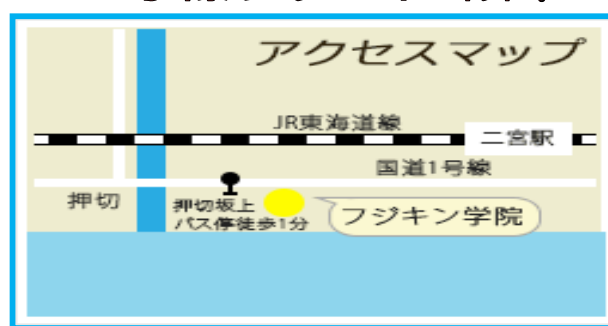 アクセスマップ
JR東海道線
二宮駅
国道1号線
押切
押切坂上
バス停徒歩1分
フジキン学院